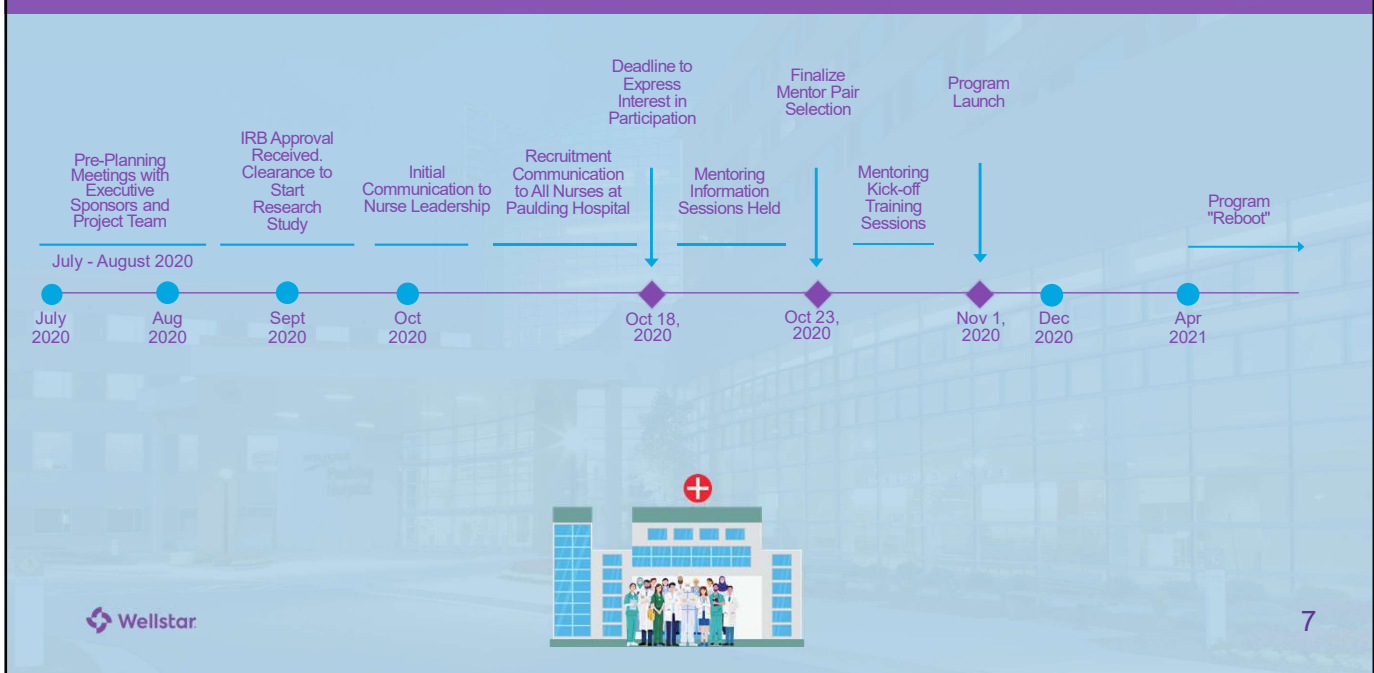 Pre-Planning
Meetings with
Executive
Sponsors and
Project Team
July - August 2020
IRB Approval
Received.
Clearance to
Start
Research
Study
Initial
Communication to
Nurse Leadership
Recruitment
Communication
to All Nurses at
Paulding Hospital
Deadline to
Express
Interest in
Participation
Mentoring
Information
Sessions Held
Finalize
Mentor Pair
Selection
Mentoring
Kick-off
Training
Sessions
Program
Launch
Program
"Reboot"
July
2020
Aug
2020
Sept
2020
Oct
2020
Oct 18,
2020
Oct 23,
2020
Nov 1,
2020
Dec
2020
Apr
2021
Wellstar
7